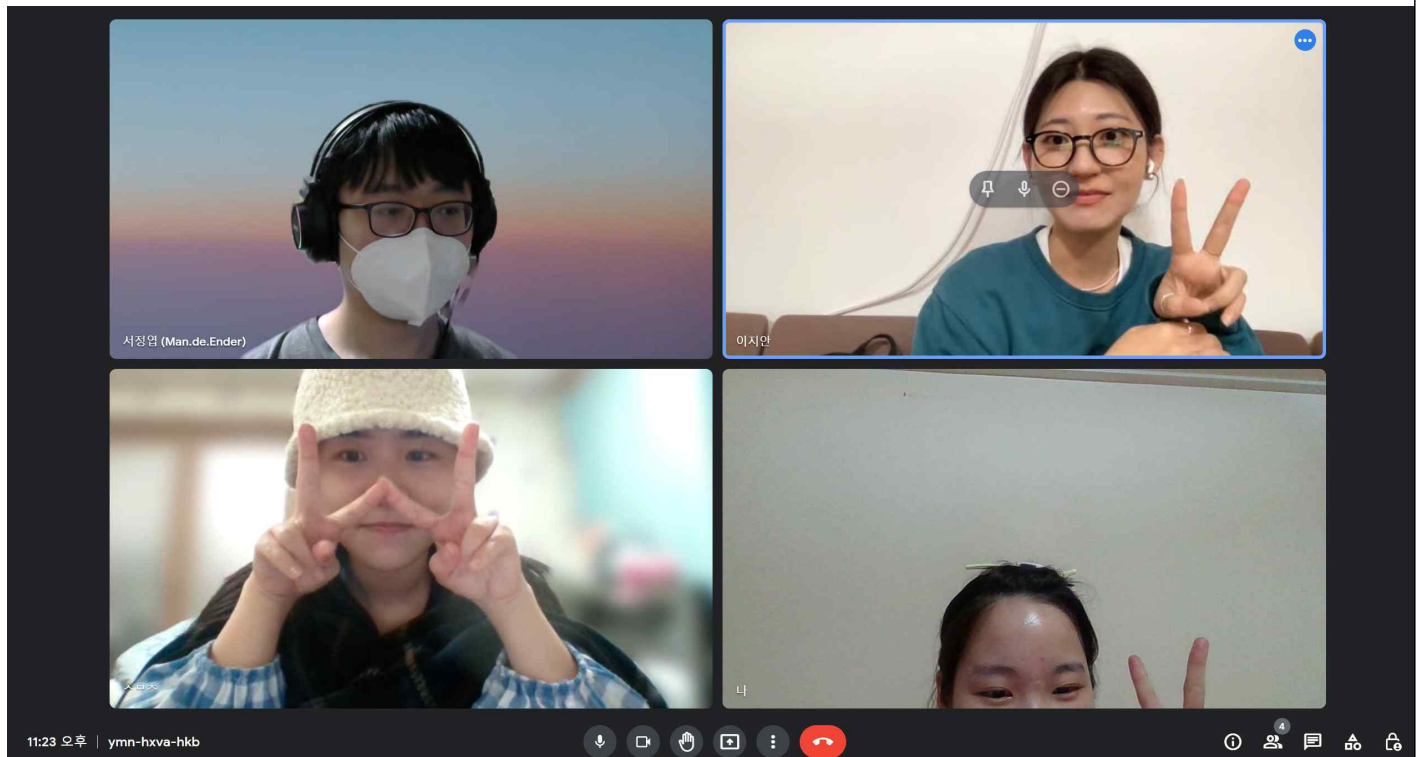 서정엽 (Man.de.Ender)
이지안
나
11:23 오후 | ymn-hxva-hkb
4